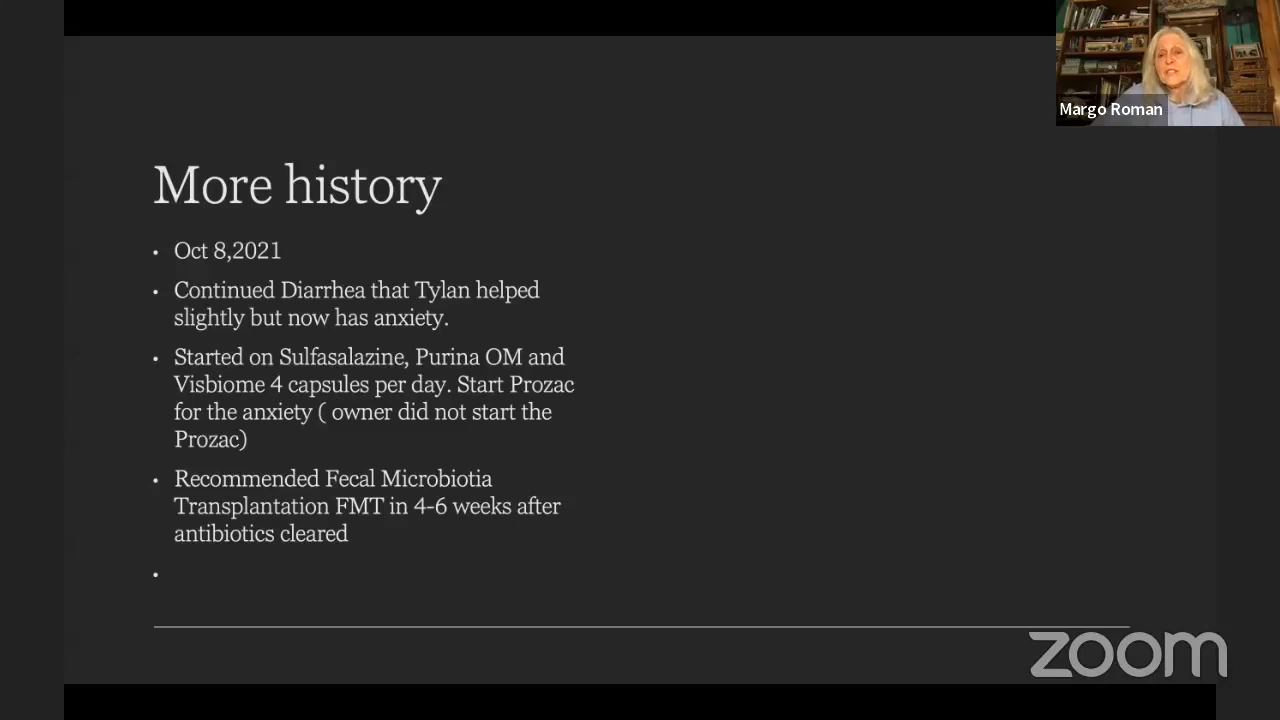 Margo Roman
More history
• Oct 8,2021
• Continued Diarrhea that Tylan helped
slightly but now has anxiety.
• Started on Sulfasalazine, Purina OM and
Visbiome 4 capsules per day. Start Prozac
for the anxiety ( owner did not start the
Prozac)
• Recommended Fecal Microbiotia
Transplantation FMT in 4-6 weeks after
antibiotics cleared
•
zoom